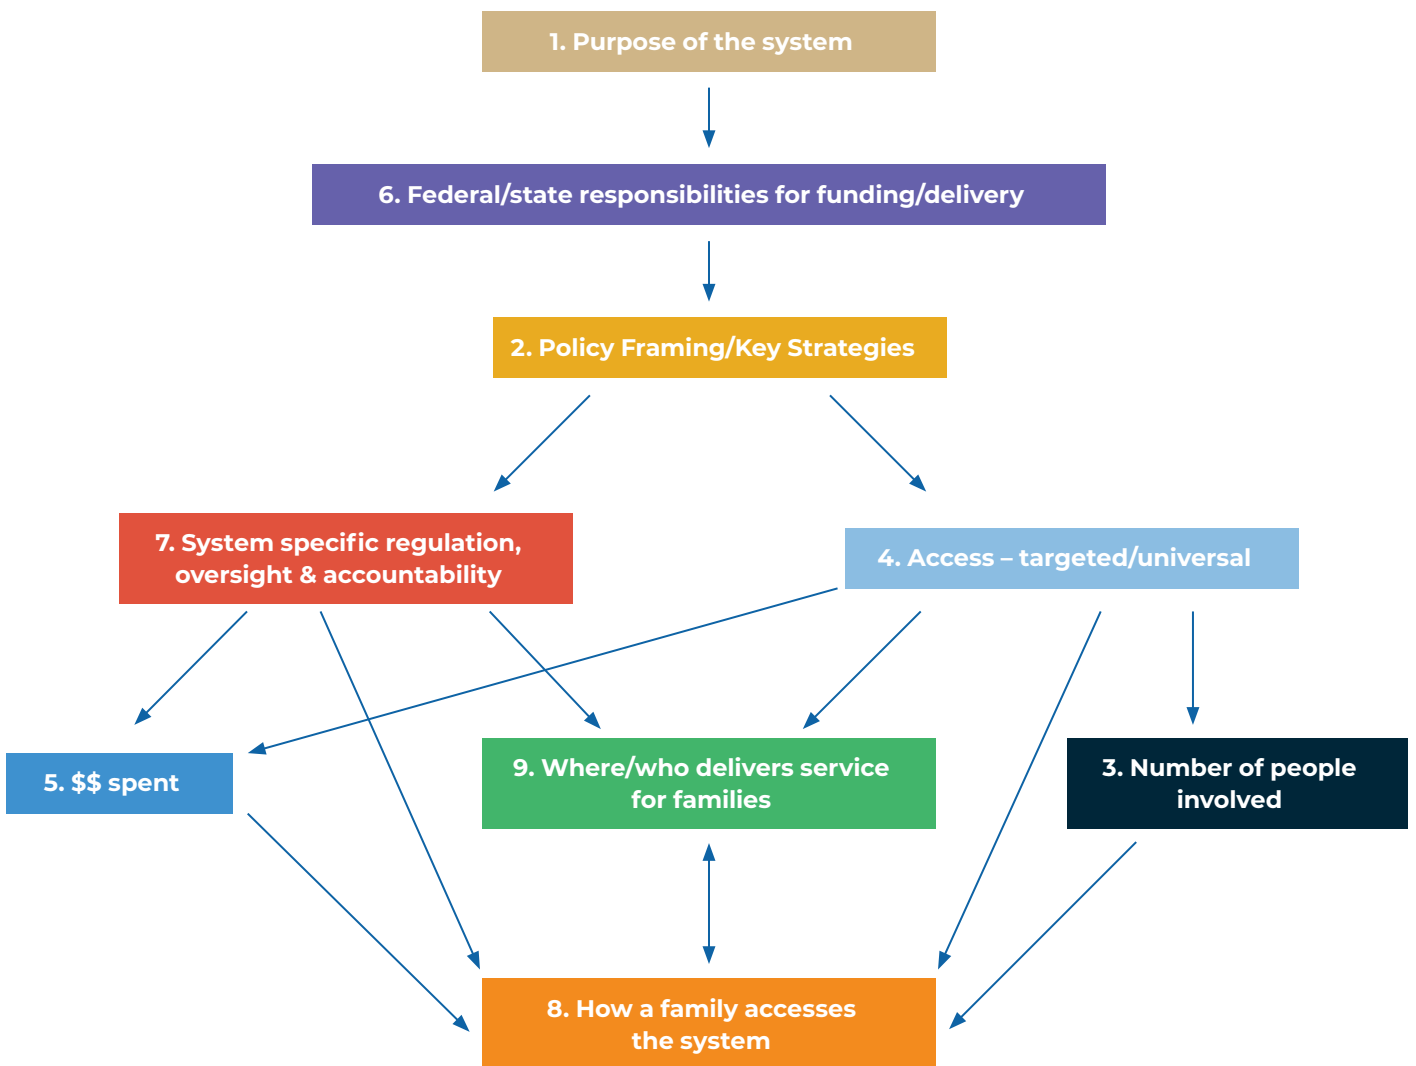 1. Purpose of the system
6. Federal/state responsibilities for funding/delivery
2. Policy Framing/Key Strategies
7. System specific regulation,
oversight & accountability
4. Access – targeted/universal
5. $$ spent
9. Where/who delivers service
for families
3. Number of people
involved
8. How a family accesses
the system